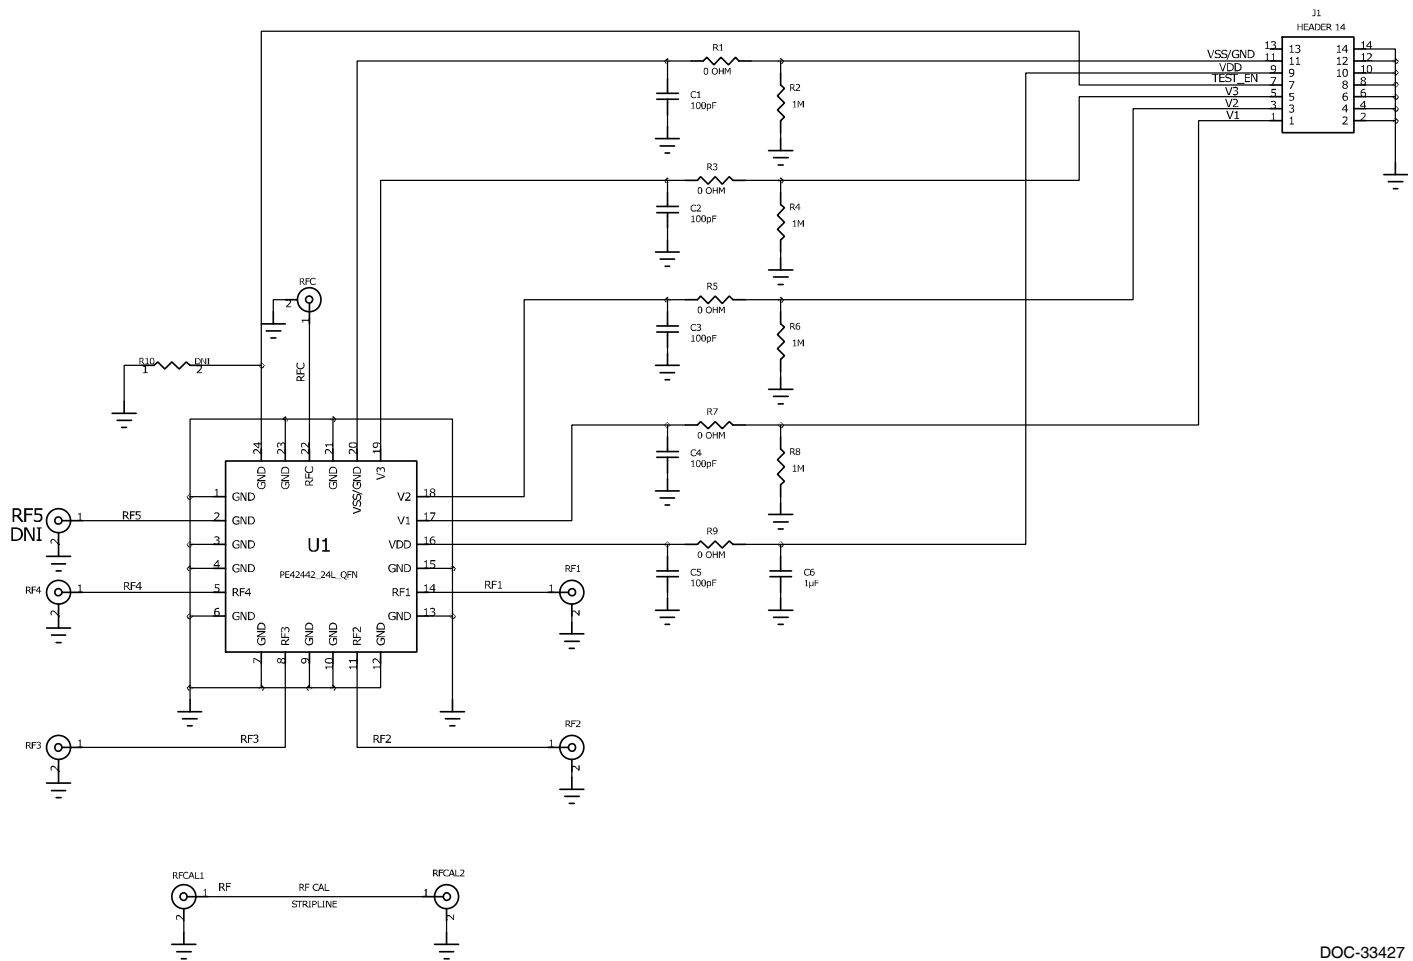 J1
HEADER 14
13 13 14 14
VSS/GND 11 11 12 12
VDD 9 9 10 10
TEST_EN 7 7 8 8
V3 5 5 6 6
V2 3 3 4 4
V1 1 1 2 2
R1
0 OHM
C1
100pF
R2
1M
R3
0 OHM
C2
100pF
R4
1M
R5
0 OHM
C3
100pF
R6
1M
R7
0 OHM
C4
100pF
R8
1M
R9
0 OHM
C5
100pF
C6
1µF
RFC
2
1
RFC
R10 DNI
1 2
24 23 22 21 20 19
GND GND RFC GND VSS/GND V3
1 GND
2 GND
3 GND
4 GND
5 RF4
6 GND
V2 18
V1 17
VDD 16
GND 15
RF1 14
GND 13
U1
PE42442_24L_QFN
GND RF3 GND GND RF2 GND
7 8 9 10 11 12
RF5
DNI
1 RF5
2
RF4 1 RF4
2
RF1 1 RF1
2
RF3 1 RF3
2
RF2 1 RF2
2
RFCAL1 1 RF
2
RF CAL
STRIPLINE
RFCAL2
1
2
DOC-33427